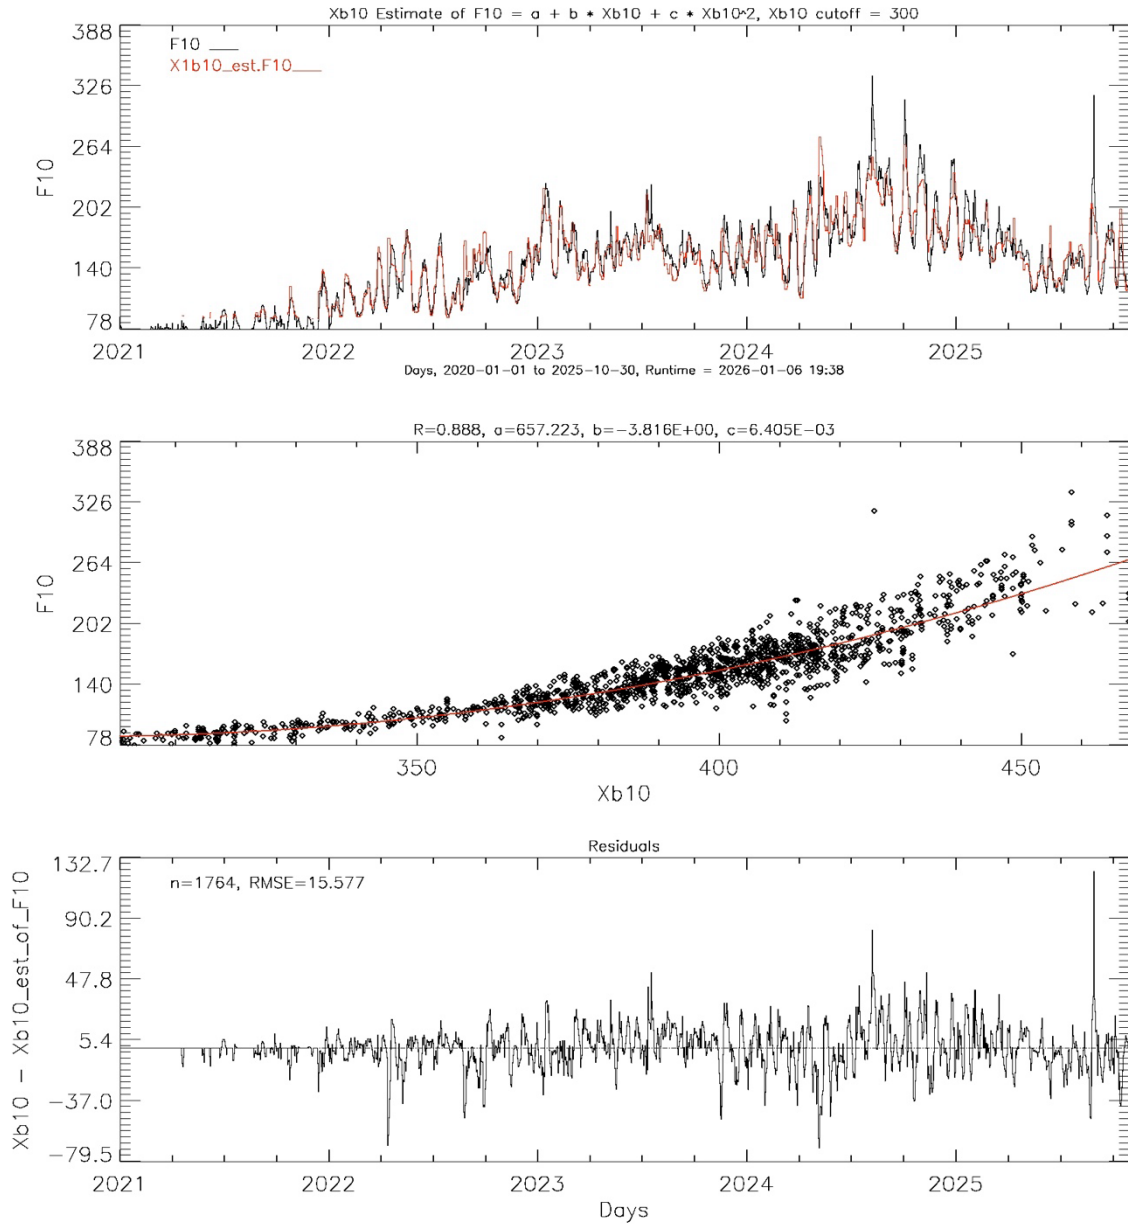 Xb10 Estimate of F10 = a + b * Xb10 + c * Xb10^2, Xb10 cutoff = 300
F10 ___
X1b10_est.F10___
388
326
264
202
140
78
F10
2021 2022 2023 2024 2025
Days, 2020-01-01 to 2025-10-30, Runtime = 2026-01-06 19:38
R=0.888, a=657.223, b=-3.816E+00, c=6.405E-03
388
326
264
202
140
78
F10
350 400 450
Xb10
Residuals
n=1764, RMSE=15.577
132.7
90.2
47.8
5.4
-37.0
-79.5
Xb10 - Xb10_est_of_F10
2021 2022 2023 2024 2025
Days